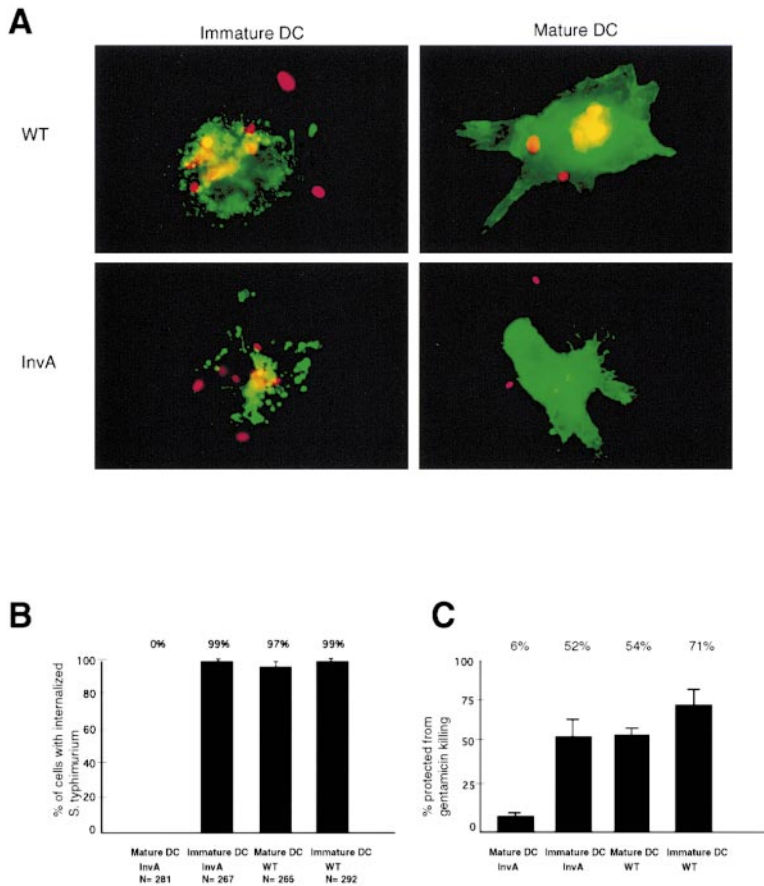 A
Immature DC
Mature DC
WT
InvA
B
% of cells with internalized
S. typhimurium
0% 99% 97% 99%
100
80
60
40
20
0
Mature DC Immature DC Mature DC Immature DC
InvA InvA WT WT
N= 281 N= 267 N= 265 N= 292
C
% protected from
gentamicin killing
6% 52% 54% 71%
100
75
50
25
0
Mature DC Immature DC Mature DC Immature DC
InvA InvA WT WT